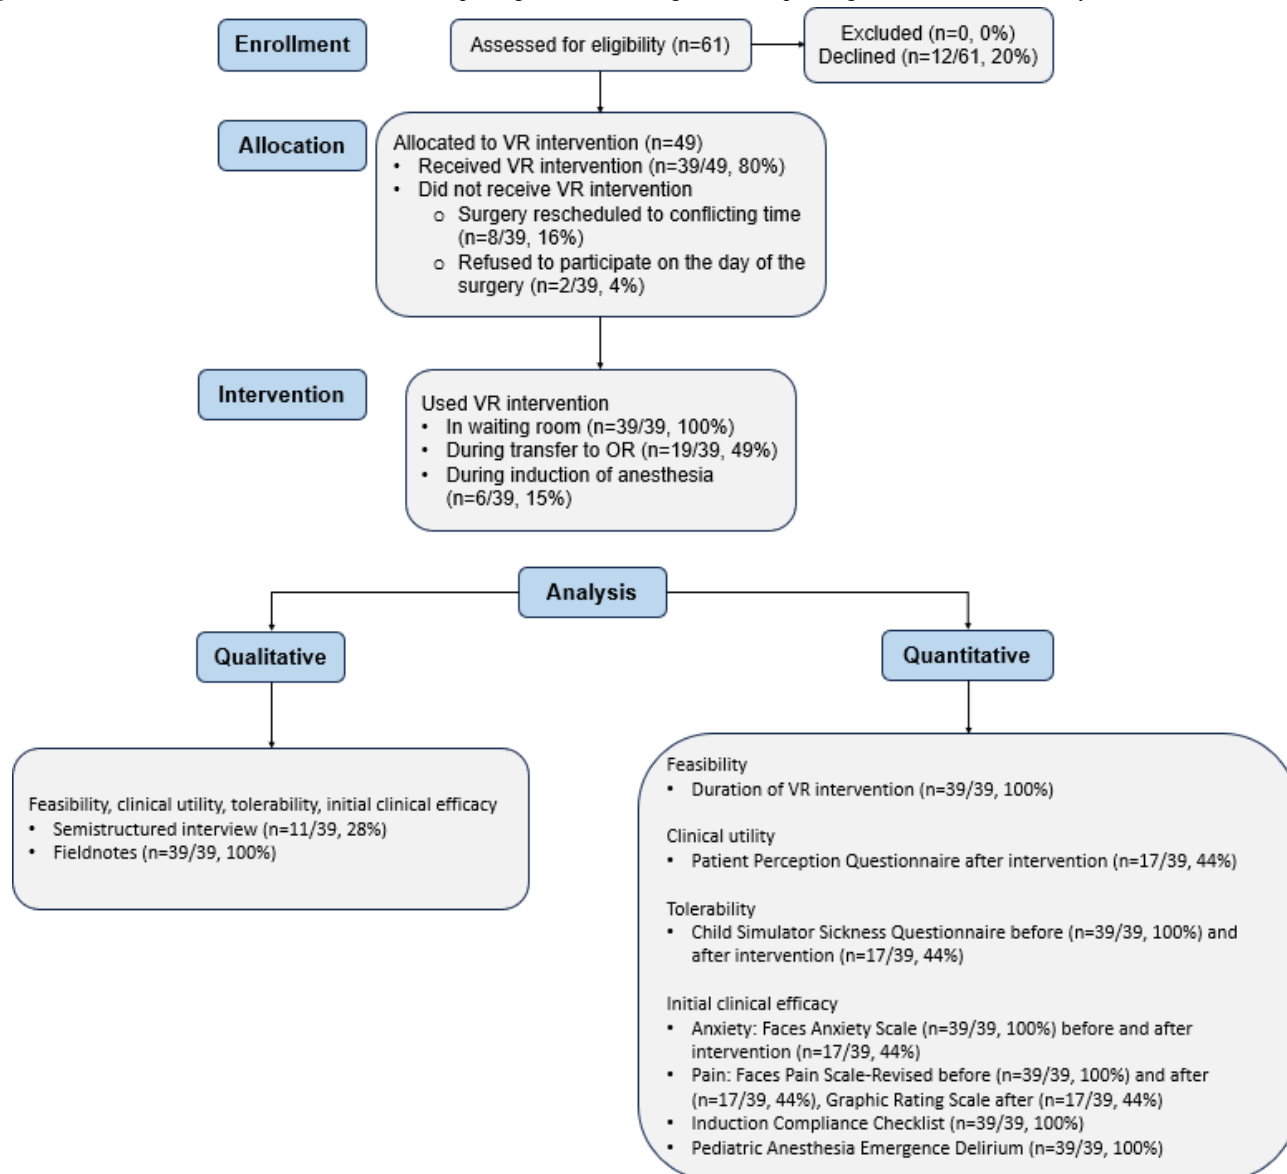 Enrollment
Assessed for eligibility (n=61)
Excluded (n=0, 0%)
Declined (n=12/61, 20%)
Allocation
Allocated to VR intervention (n=49)
• Received VR intervention (n=39/49, 80%)
• Did not receive VR intervention
o Surgery rescheduled to conflicting time
(n=8/39, 16%)
o Refused to participate on the day of the
surgery (n=2/39, 4%)
Intervention
Used VR intervention
• In waiting room (n=39/39, 100%)
• During transfer to OR (n=19/39, 49%)
• During induction of anesthesia
(n=6/39, 15%)
Analysis
Qualitative
Quantitative
Feasibility, clinical utility, tolerability, initial clinical efficacy
• Semistructured interview (n=11/39, 28%)
• Fieldnotes (n=39/39, 100%)
Feasibility
• Duration of VR intervention (n=39/39, 100%)
Clinical utility
• Patient Perception Questionnaire after intervention (n=17/39, 44%)
Tolerability
• Child Simulator Sickness Questionnaire before (n=39/39, 100%) and
after intervention (n=17/39, 44%)
Initial clinical efficacy
• Anxiety: Faces Anxiety Scale (n=39/39, 100%) before and after
intervention (n=17/39, 44%)
• Pain: Faces Pain Scale-Revised before (n=39/39, 100%) and after
(n=17/39, 44%), Graphic Rating Scale after (n=17/39, 44%)
• Induction Compliance Checklist (n=39/39, 100%)
• Pediatric Anesthesia Emergence Delirium (n=39/39, 100%)